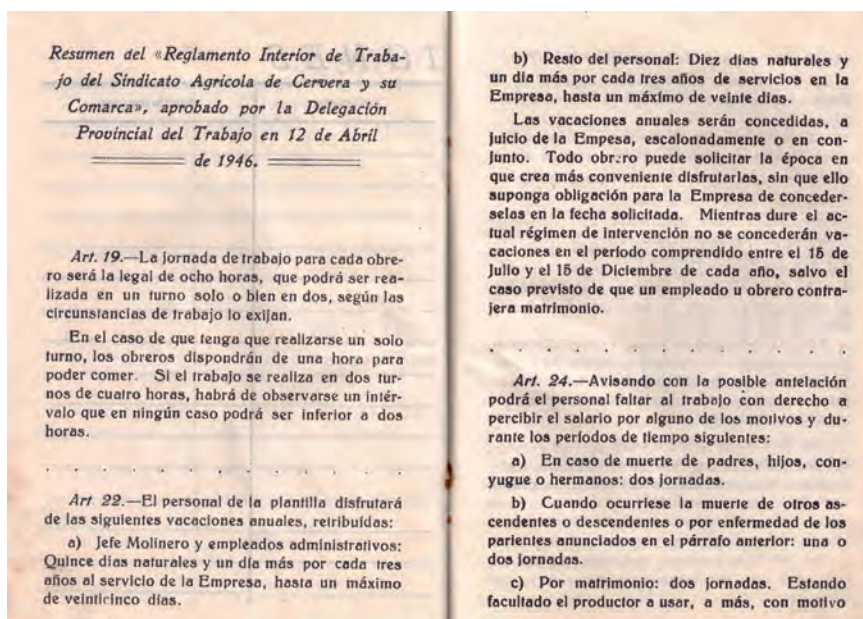 Resumen del «Reglamento Interior de Traba-
jo del Sindicato Agrícola de Cervera y su
Comarca», aprobado por la Delegación
Provincial del Trabajo en 12 de Abril
de 1946.
Art. 19.—La jornada de trabajo para cada obre-
ro será la legal de ocho horas, que podrá ser rea-
lizada en un turno solo o bien en dos, según las
circunstancias de trabajo lo exijan.
En el caso de que tenga que realizarse un solo
turno, los obreros dispondrán de una hora para
poder comer. Si el trabajo se realiza en dos tur-
nos de cuatro horas, habrá de observarse un intér-
valo que en ningún caso podrá ser inferior a dos
horas.
. . . . . . . . . . . . .
Art. 22.—El personal de la plantilla disfrutará
de las siguientes vacaciones anuales, retribuídas:
a) Jefe Molinero y empleados administrativos:
Quince días naturales y un día más por cada tres
años al servicio de la Empresa, hasta un máximo
de veinticinco días.
b) Resto del personal: Diez días naturales y
un día más por cada tres años de servicios en la
Empresa, hasta un máximo de veinte días.
Las vacaciones anuales serán concedidas, a
juicio de la Empesa, escalonadamente o en con-
junto. Todo obrero puede solicitar la época en
que crea más conveniente disfrutarlas, sin que ello
suponga obligación para la Empresa de conceder-
selas en la fecha solicitada. Mientras dure el ac-
tual régimen de intervención no se concederán va-
caciones en el período comprendido entre el 15 de
Julio y el 15 de Diciembre de cada año, salvo el
caso previsto de que un empleado u obrero contra-
jera matrimonio.
. . . . . . . . . . . . .
Art. 24.—Avisando con la posible antelación
podrá el personal faltar al trabajo con derecho a
percibir el salario por alguno de los motivos y du-
rante los períodos de tiempo siguientes:
a) En caso de muerte de padres, hijos, con-
yugue o hermanos: dos jornadas.
b) Cuando ocurriese la muerte de otros as-
cendentes o descendentes o por enfermedad de los
parientes anunciados en el párrafo anterior: una o
dos jornadas.
c) Por matrimonio: dos jornadas. Estando
facultado el productor a usar, a más, con motivo